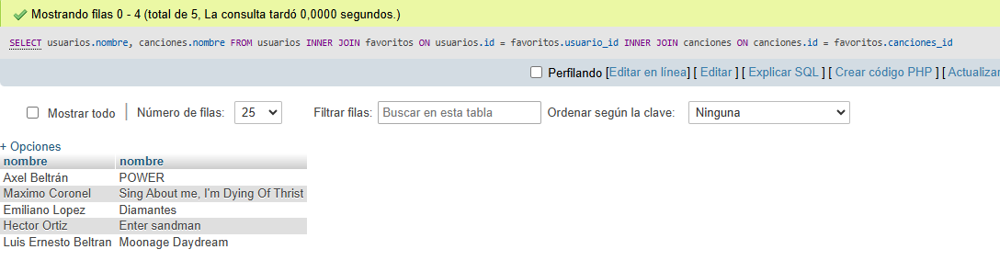 Mostrando filas 0 - 4 (total de 5, La consulta tardó 0,0000 segundos.)
SELECT usuarios.nombre, canciones.nombre FROM usuarios INNER JOIN favoritos ON usuarios.id = favoritos.usuario_id INNER JOIN canciones ON canciones.id = favoritos.canciones_id
Perfilando [Editar en línea] [ Editar ] [ Explicar SQL ] [ Crear código PHP ] [ Actualizar
Mostrar todo | Número de filas: 25 Filtrar filas: Buscar en esta tabla Ordenar según la clave: Ninguna
+ Opciones
nombre nombre
Axel Beltrán POWER
Maximo Coronel Sing About me, I'm Dying Of Thrist
Emiliano Lopez Diamantes
Hector Ortiz Enter sandman
Luis Ernesto Beltran Moonage Daydream